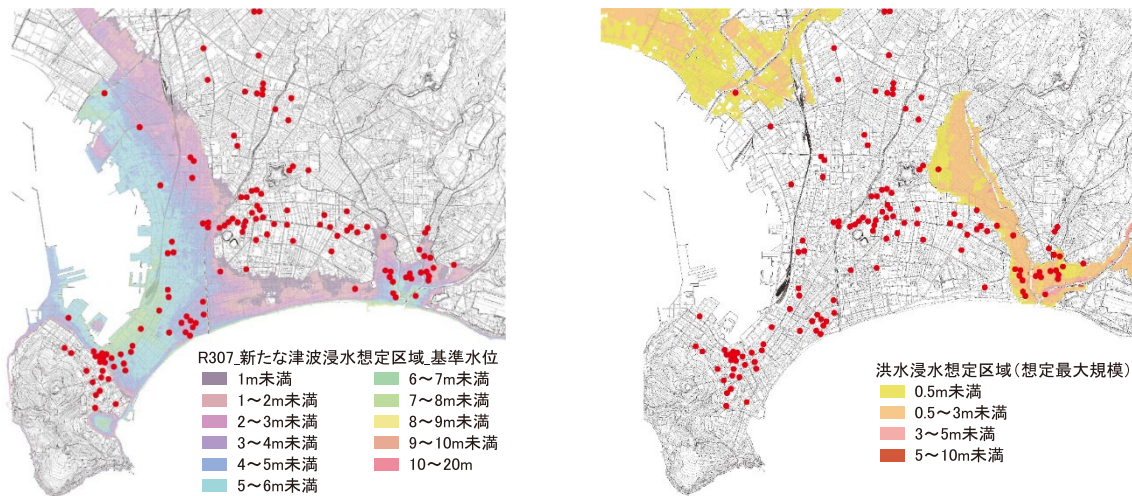 R307_新たな津波浸水想定区域_基準水位
1m未満
1～2m未満
2～3m未満
3～4m未満
4～5m未満
5～6m未満
6～7m未満
7～8m未満
8～9m未満
9～10m未満
10～20m
洪水浸水想定区域（想定最大規模）
0.5m未満
0.5～3m未満
3～5m未満
5～10m未満